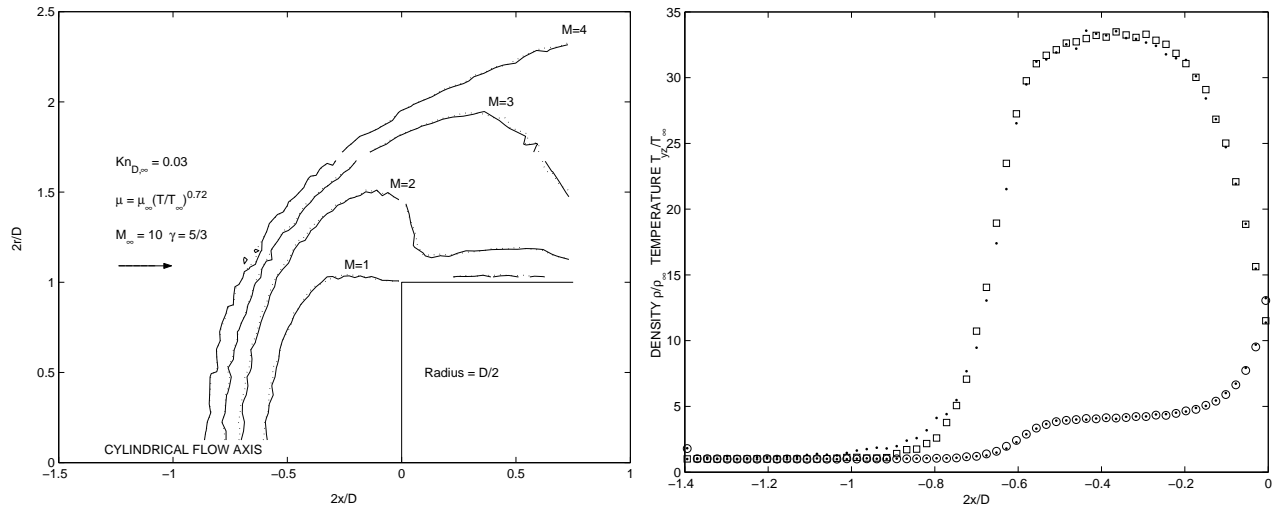 2.5
2
1.5
1
0.5
0
−1.5 −1 −0.5 0 0.5 1
2r/D
2x/D
M=4
M=3
M=2
M=1
Kn_{D,∞} = 0.03
μ = μ_∞(T/T_∞)^{0.72}
M_∞ = 10 γ = 5/3
Radius = D/2
CYLINDRICAL FLOW AXIS
35
30
25
20
15
10
5
0
−1.4 −1.2 −1 −0.8 −0.6 −0.4 −0.2 0
DENSITY ρ/ρ_∞ TEMPERATURE T_{yz}/T_∞
2x/D